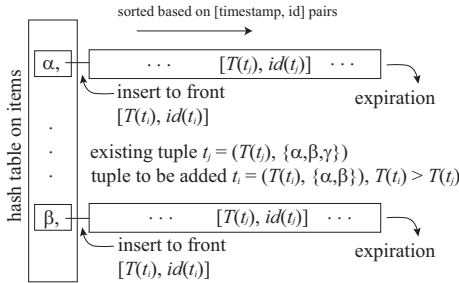 sorted based on [timestamp, id] pairs
hash table on items
α,
· · · [T(tⱼ), id(tⱼ)] · · ·
insert to front
[T(tᵢ), id(tᵢ)]
expiration
·
·
·
existing tuple tⱼ = (T(tⱼ), {α,β,γ})
tuple to be added tᵢ = (T(tᵢ), {α,β}), T(tᵢ) > T(tⱼ)
β,
· · · [T(tⱼ), id(tⱼ)] · · ·
insert to front
[T(tᵢ), id(tᵢ)]
expiration